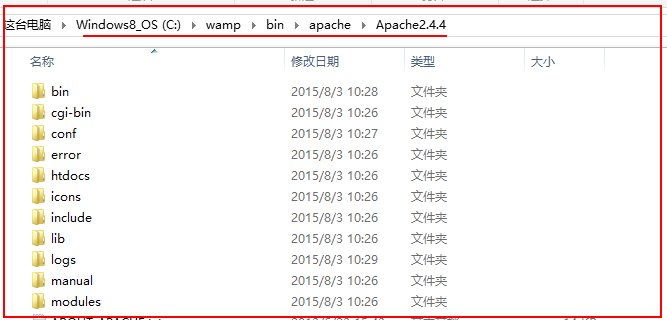 这台电脑 Windows8_OS (C:) wamp bin apache Apache2.4.4
名称 修改日期 类型 大小
bin 2015/8/3 10:28 文件夹
cgi-bin 2015/8/3 10:26 文件夹
conf 2015/8/3 10:27 文件夹
error 2015/8/3 10:26 文件夹
htdocs 2015/8/3 10:26 文件夹
icons 2015/8/3 10:26 文件夹
include 2015/8/3 10:26 文件夹
lib 2015/8/3 10:26 文件夹
logs 2015/8/3 10:29 文件夹
manual 2015/8/3 10:26 文件夹
modules 2015/8/3 10:26 文件夹